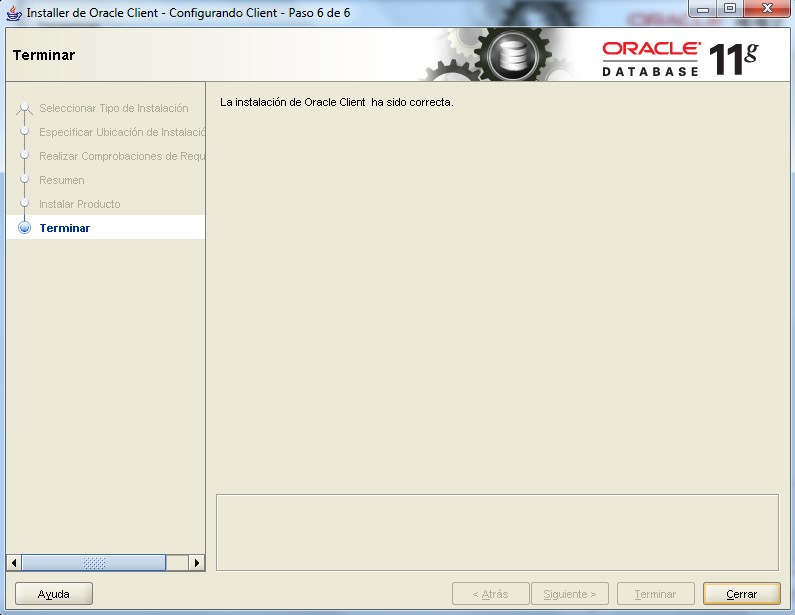 Installer de Oracle Client - Configurando Client - Paso 6 de 6
Terminar
ORACLE
DATABASE
11g
Seleccionar Tipo de Instalación
Especificar Ubicación de Instalació
Realizar Comprobaciones de Requ
Resumen
Instalar Producto
Terminar
La instalación de Oracle Client ha sido correcta.
Ayuda
< Atrás
Siguiente >
Terminar
Cerrar